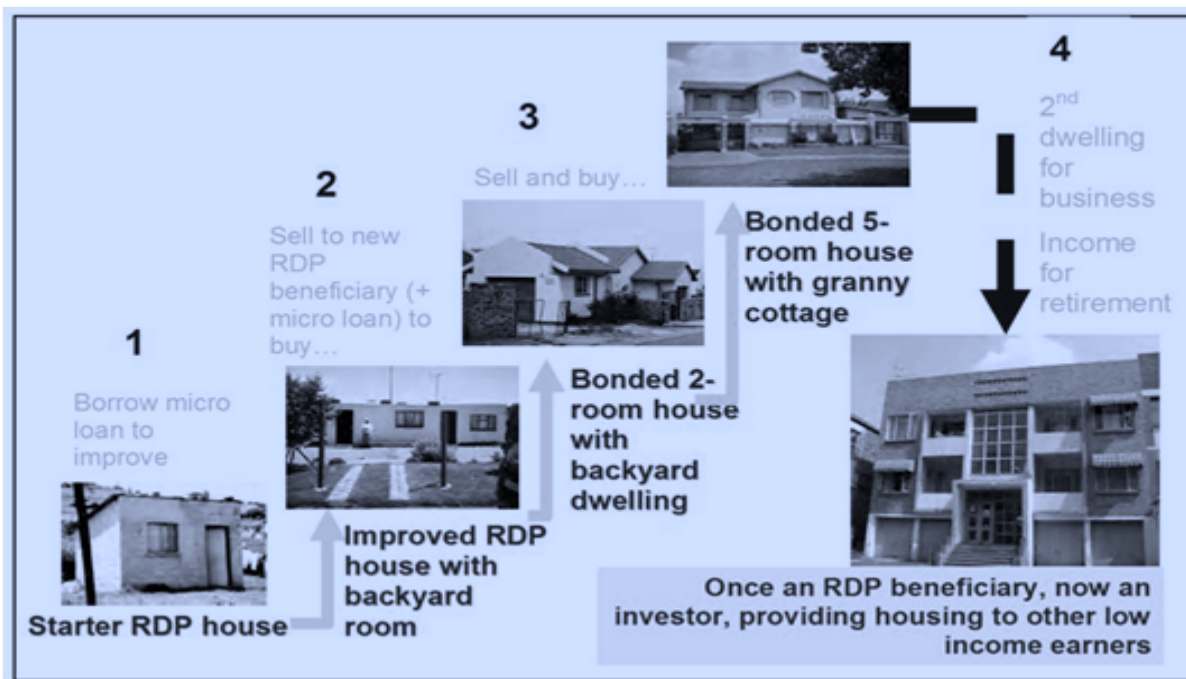 1
Borrow micro
loan to
improve
Starter RDP house
2
Sell to new
RDP
beneficiary (+
micro loan) to
buy…
Improved RDP
house with
backyard
room
3
Sell and buy…
Bonded 2-
room house
with
backyard
dwelling
Bonded 5-
room house
with granny
cottage
4
2nd
dwelling
for
business
Income
for
retirement
Once an RDP beneficiary, now an
investor, providing housing to other low
income earners